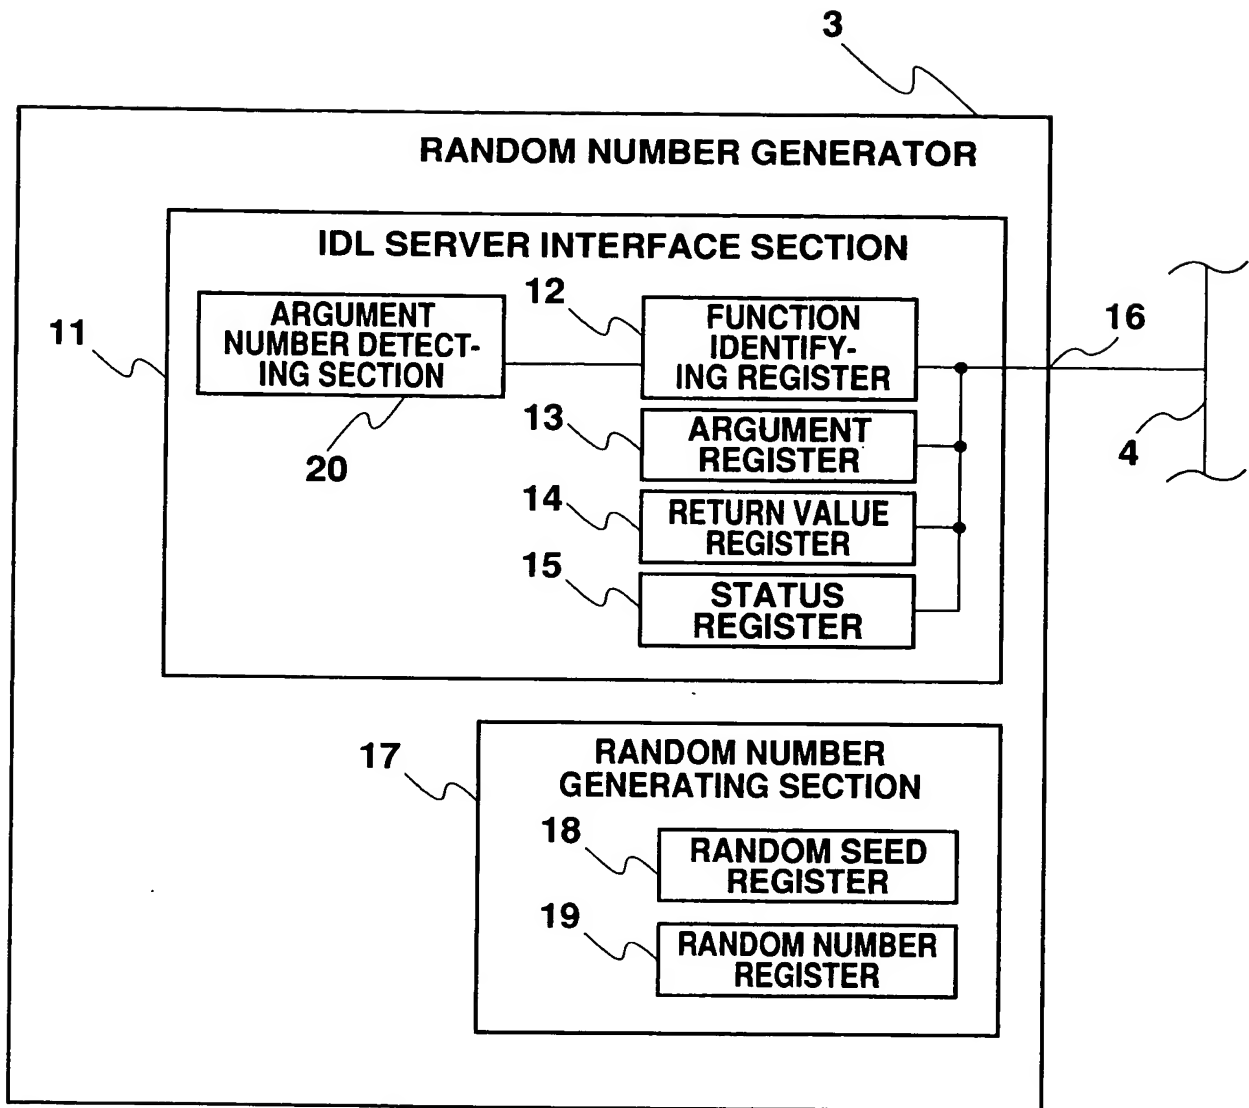 3
RANDOM NUMBER GENERATOR
IDL SERVER INTERFACE SECTION
11
ARGUMENT
NUMBER DETECT-
ING SECTION
20
12
FUNCTION
IDENTIFY-
ING REGISTER
16
4
13
ARGUMENT
REGISTER
14
RETURN VALUE
REGISTER
15
STATUS
REGISTER
17
RANDOM NUMBER
GENERATING SECTION
18
RANDOM SEED
REGISTER
19
RANDOM NUMBER
REGISTER